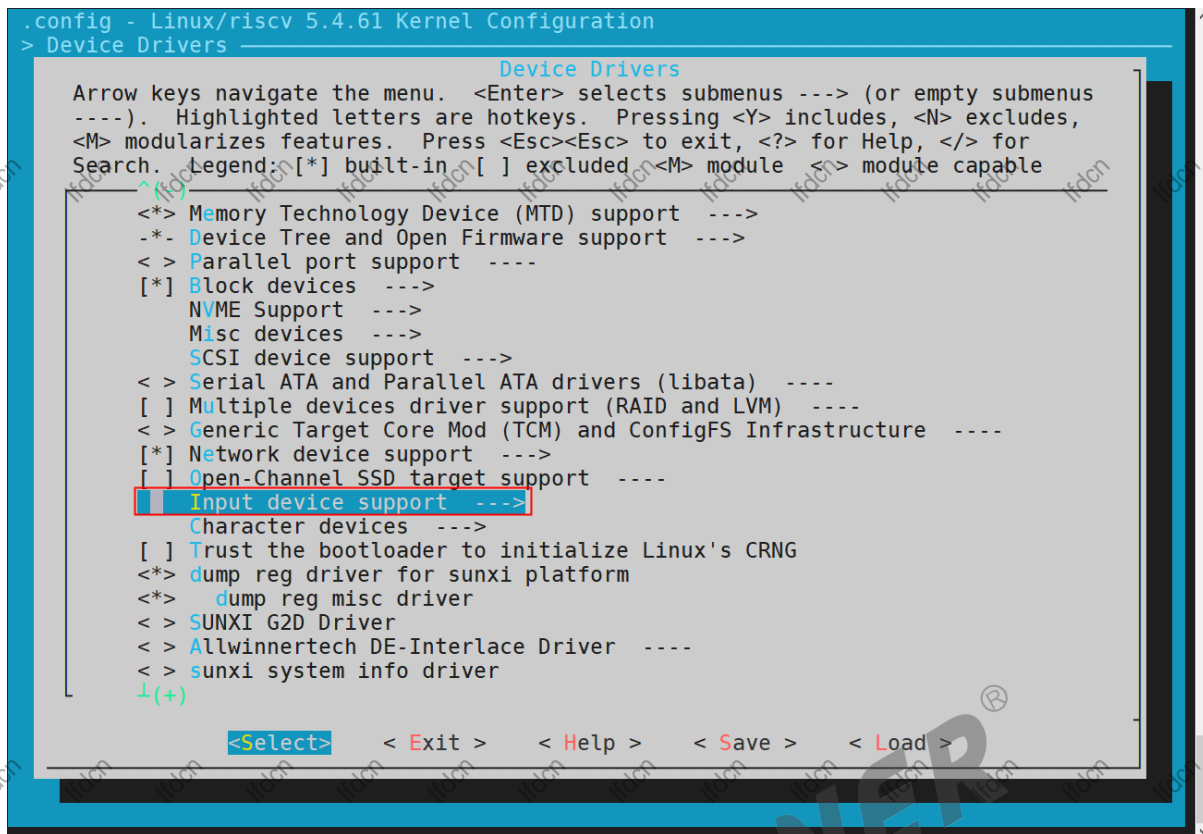 .config - Linux/riscv 5.4.61 Kernel Configuration
> Device Drivers
Device Drivers
Arrow keys navigate the menu.  <Enter> selects submenus ---> (or empty submenus
----).  Highlighted letters are hotkeys.  Pressing <Y> includes, <N> excludes,
<M> modularizes features.  Press <Esc><Esc> to exit, <?> for Help, </> for
Search.  Legend: [*] built-in  [ ] excluded  <M> module  < > module capable
^(-)
<*> Memory Technology Device (MTD) support  --->
-*- Device Tree and Open Firmware support  --->
< > Parallel port support  ----
[*] Block devices  --->
NVME Support  --->
Misc devices  --->
SCSI device support  --->
< > Serial ATA and Parallel ATA drivers (libata)  ----
[ ] Multiple devices driver support (RAID and LVM)  ----
< > Generic Target Core Mod (TCM) and ConfigFS Infrastructure  ----
[*] Network device support  --->
[ ] Open-Channel SSD target support  ----
Input device support  --->
Character devices  --->
[ ] Trust the bootloader to initialize Linux's CRNG
<*> dump reg driver for sunxi platform
<*>   dump reg misc driver
< > SUNXI G2D Driver
< > Allwinnertech DE-Interlace Driver  ----
< > sunxi system info driver
┴(+)
<Select>    < Exit >    < Help >    < Save >    < Load >